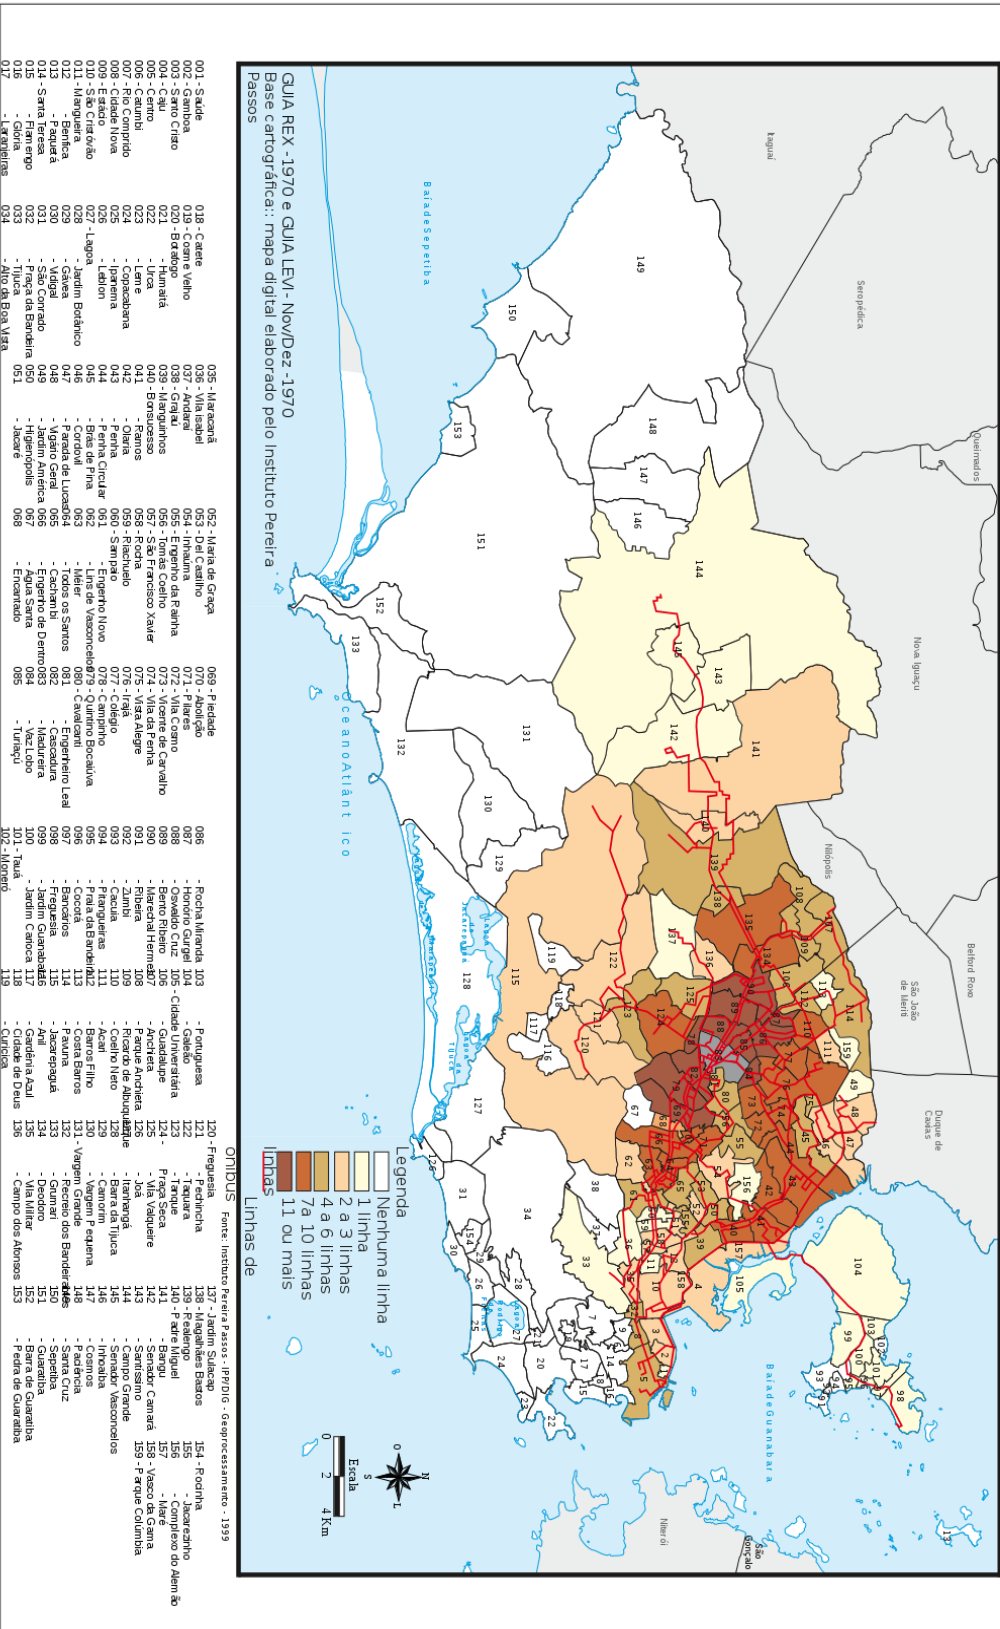 GUIA REX - 1970 e GUIA LEVI - Nov/Dez - 1970
Base cartográfica:: mapa digital elaborado pelo Instituto Pereira
Passos
Itaguaí
Seropédica
Queimados
Nova Iguaçu
Nilópolis
Belford Roxo
São João
de Meriti
Duque de
Caxias
Niterói
São
Gonçalo
Baía de Sepetiba
Oceano Atlântico
Baía de Guanabara
Legenda
Nenhuma linha
1 linha
2 a 3 linhas
4 a 6 linhas
7 a 10 linhas
11 ou mais
linhas
Linhas de
ônibus
Escala
0 2 4 Km
N
S
O
L
Fonte: Instituto Pereira Passos - IPP/DIG - Geoprocessamento - 1999
001 - Saúde
002 - Gamboa
003 - Santo Cristo
004 - Caju
005 - Centro
006 - Catumbi
007 - Rio Comprido
008 - Cidade Nova
009 - Estácio
010 - São Cristóvão
011 - Mangueira
012 - Benfica
013 - Paquetá
014 - Santa Teresa
015 - Flamengo
016 - Glória
017 - Laranjeiras
018 - Catete
019 - Cosme Velho
020 - Botafogo
021 - Humaitá
022 - Urca
023 - Leme
024 - Copacabana
025 - Ipanema
026 - Leblon
027 - Lagoa
028 - Jardim Botânico
029 - Gávea
030 - Vidigal
031 - São Conrado
032 - Praça da Bandeira
033 - Tijuca
034 - Alto da Boa Vista
035 - Maracanã
036 - Vila Isabel
037 - Andaraí
038 - Grajaú
039 - Manguinhos
040 - Bonsucesso
041 - Ramos
042 - Olaria
043 - Penha
044 - Penha Circular
045 - Brás de Pina
046 - Cordovil
047 - Parada de Lucas
048 - Vigário Geral
049 - Jardim América
050 - Higienópolis
051 - Jacaré
052 - Maria de Graça
053 - Del Castilho
054 - Inhaúma
055 - Engenho da Rainha
056 - Tomás Coelho
057 - São Francisco Xavier
058 - Rocha
059 - Riachuelo
060 - Sampaio
061 - Engenho Novo
062 - Lins de Vasconcelos
063 - Méier
064 - Todos os Santos
065 - Cachambi
066 - Engenho de Dentro
067 - Água Santa
068 - Encantado
069 - Piedade
070 - Abolição
071 - Pilares
072 - Vila Cosmo
073 - Vicente de Carvalho
074 - Vila da Penha
075 - Vista Alegre
076 - Irajá
077 - Colégio
078 - Campinho
079 - Quintino Bocaiúva
080 - Cavalcanti
081 - Engenheiro Leal
082 - Cascadura
083 - Madureira
084 - Vaz Lobo
085 - Turiaçú
086 - Rocha Miranda
087 - Honório Gurgel
088 - Osvaldo Cruz
089 - Bento Ribeiro
090 - Marechal Hermes
091 - Ribeira
092 - Zumbi
093 - Cacuia
094 - Pitangueiras
095 - Praia da Bandeira
096 - Cocotá
097 - Bancários
098 - Freguesia
099 - Jardim Guanabara
100 - Jardim Carioca
101 - Tauá
102 - Moneró
103 - Portuguesa
104 - Galeão
105 - Cidade Universitária
106 - Guadalupe
107 - Anchieta
108 - Parque Anchieta
109 - Ricardo de Albuquerque
110 - Coelho Neto
111 - Acari
112 - Barros Filho
113 - Costa Barros
114 - Pavuna
115 - Jacarepaguá
116 - Anil
117 - Gardênia Azul
118 - Cidade de Deus
119 - Curicica
120 - Freguesia
121 - Pechincha
122 - Taquara
123 - Tanque
124 - Praça Seca
125 - Vila Valqueire
127 - Itanhangá
128 - Barra da Tijuca
129 - Camorim
130 - Vargem Pequena
131 - Vargem Grande
132 - Recreio dos Bandeirantes
133 - Grumari
134 - Deodoro
135 - Vila Militar
136 - Campo dos Afonsos
137 - Jardim Sulacap
138 - Magalhães Bastos
139 - Realengo
140 - Padre Miguel
141 - Bangu
142 - Senador Camará
143 - Santíssimo
144 - Campo Grande
145 - Senador Vasconcelos
146 - Inhoaíba
147 - Cosmos
148 - Paciência
149 - Santa Cruz
150 - Sepetiba
151 - Guaratiba
152 - Barra de Guaratiba
153 - Pedra de Guaratiba
154 - Rocinha
155 - Jacarezinho
156 - Complexo do Alemão
157 - Maré
158 - Vasco da Gama
159 - Parque Colúmbia